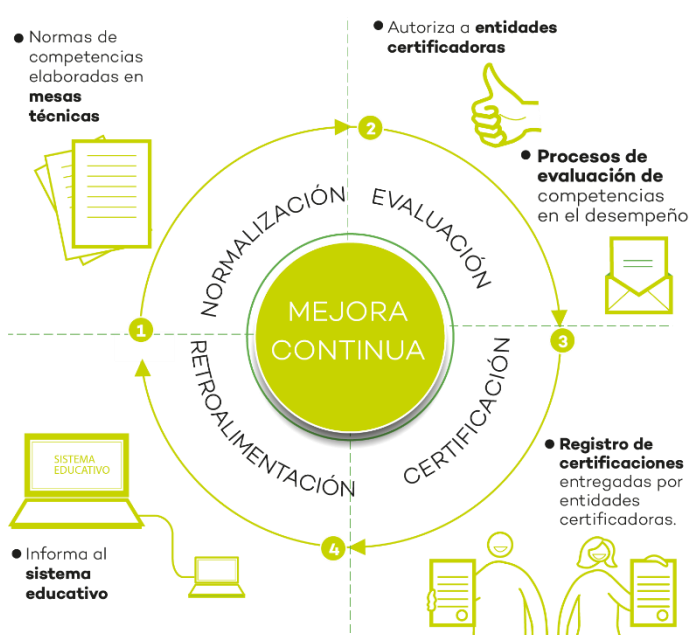 ● Normas de
competencias
elaboradas en
mesas
técnicas
● Autoriza a entidades
certificadoras
2
● Procesos de
evaluación de
competencias
en el desempeño
NORMALIZACIÓN
EVALUACIÓN
MEJORA
CONTINUA
1
3
RETROALIMENTACIÓN
CERTIFICACIÓN
● Registro de
certificaciones
entregadas por
entidades
certificadoras.
SISTEMA
EDUCATIVO
4
● Informa al
sistema
educativo